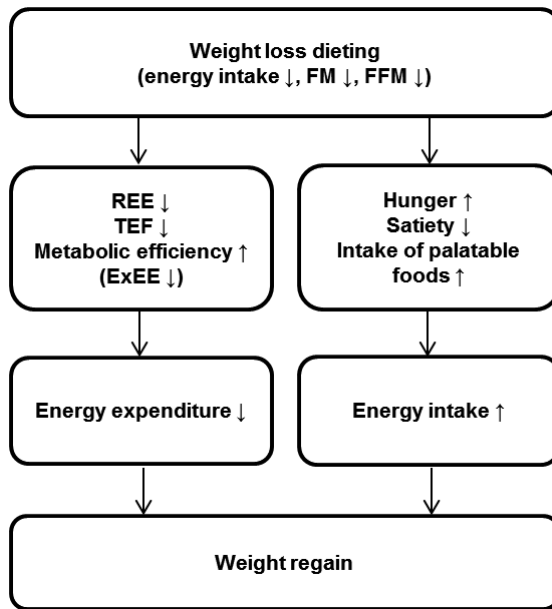 Weight loss dieting
(energy intake ↓, FM ↓, FFM ↓)
REE ↓
TEF ↓
Metabolic efficiency ↑
(ExEE ↓)
Hunger ↑
Satiety ↓
Intake of palatable
foods ↑
Energy expenditure ↓
Energy intake ↑
Weight regain